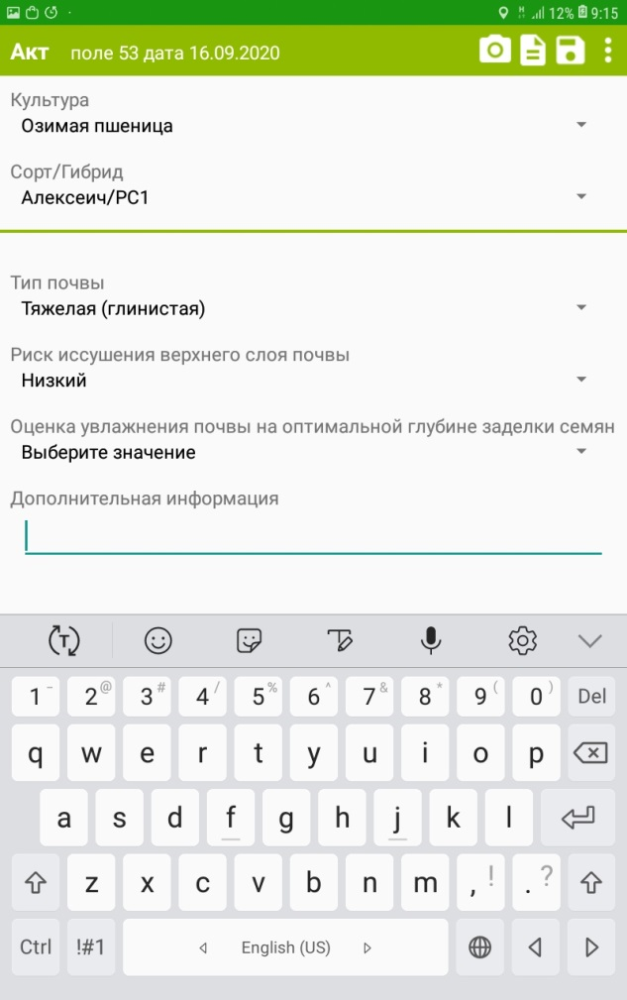 12% 9:15
Акт поле 53 дата 16.09.2020
Культура
Озимая пшеница
Сорт/Гибрид
Алексеич/РС1
Тип почвы
Тяжелая (глинистая)
Риск иссушения верхнего слоя почвы
Низкий
Оценка увлажнения почвы на оптимальной глубине заделки семян
Выберите значение
Дополнительная информация
T T
1 - 2 @ 3 # 4 / 5 % 6 ^ 7 & 8 * 9 ( 0 ) Del
q w e r t y u i o p
a s d f g h j k l
z x c v b n m , ! . ?
Ctrl !#1 English (US)